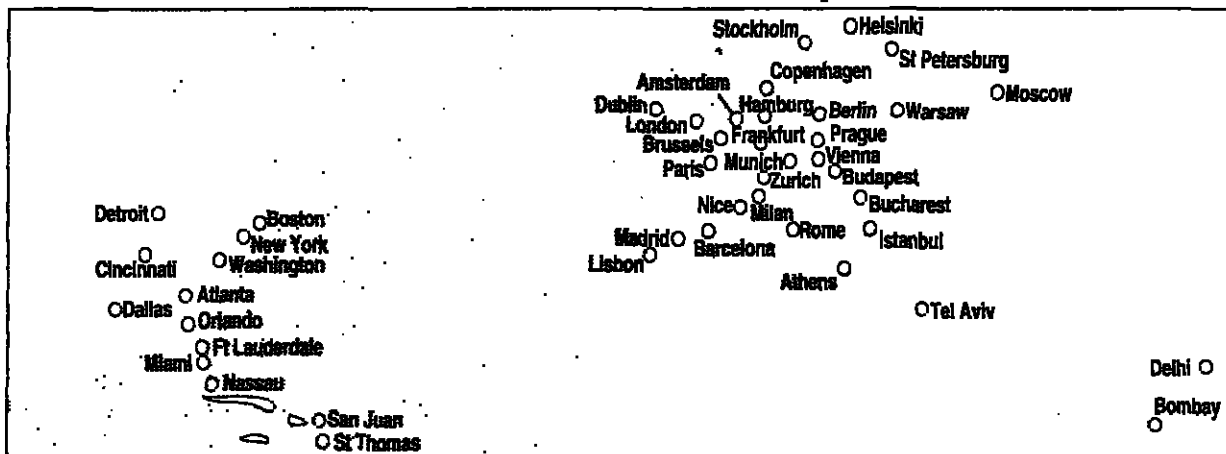 Stockholm
Helsinki
St Petersburg
Copenhagen
Amsterdam
Moscow
Dublin
Hamburg
Berlin
Warsaw
London
Brussels
Frankfurt
Prague
Paris
Munich
Vienna
Zurich
Budapest
Detroit
Boston
Nice
Milan
Bucharest
New York
Madrid
Barcelona
Rome
Istanbul
Cincinnati
Washington
Lisbon
Athens
Atlanta
Dallas
Orlando
Tel Aviv
Ft Lauderdale
Miami
Delhi
Nassau
Bombay
San Juan
St Thomas